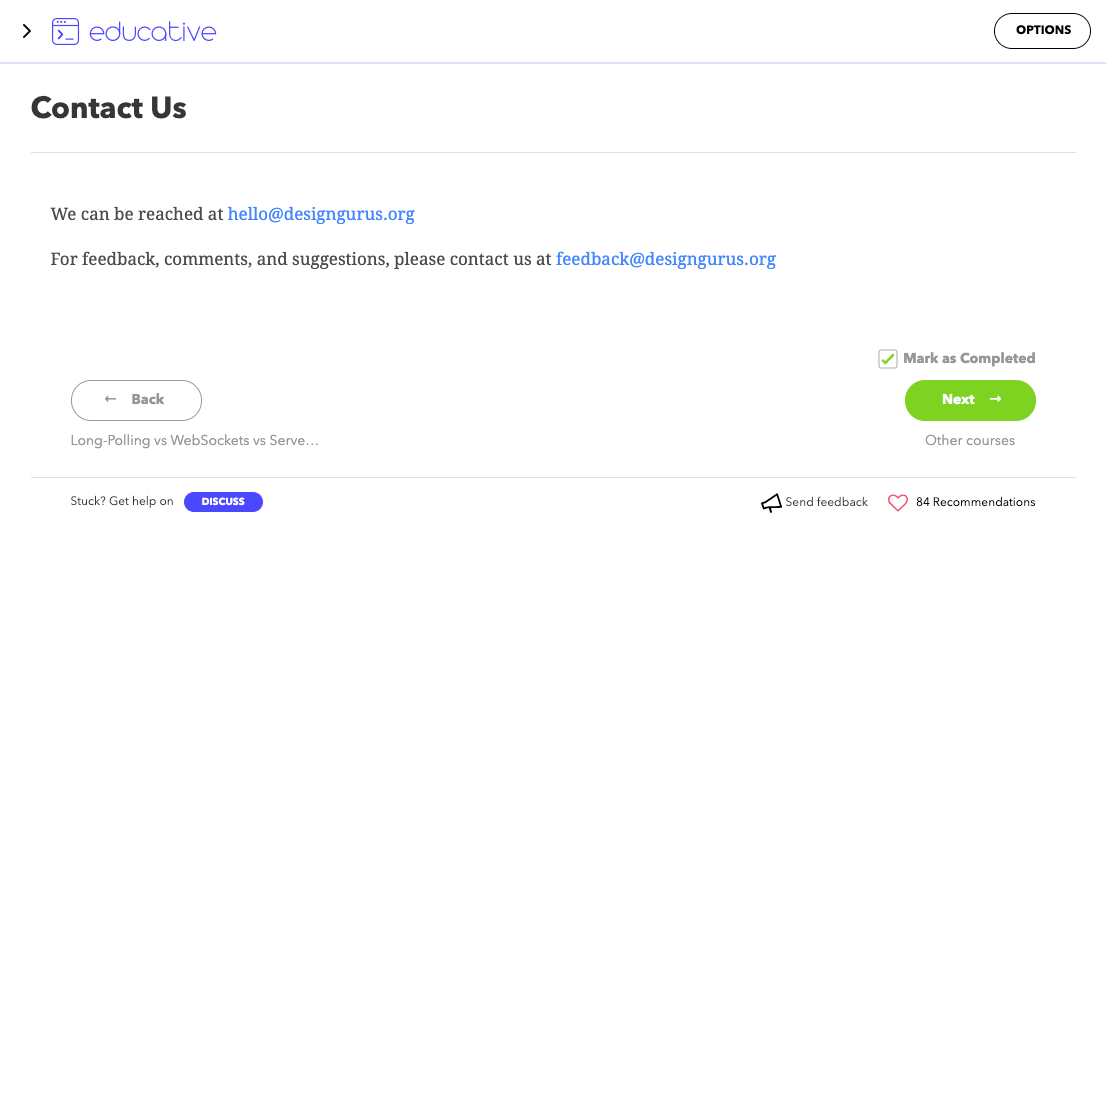 educative
OPTIONS
Contact Us
We can be reached at hello@designgurus.org
For feedback, comments, and suggestions, please contact us at feedback@designgurus.org
Mark as Completed
← Back
Next →
Long-Polling vs WebSockets vs Serve…
Other courses
Stuck? Get help on DISCUSS
Send feedback
84 Recommendations